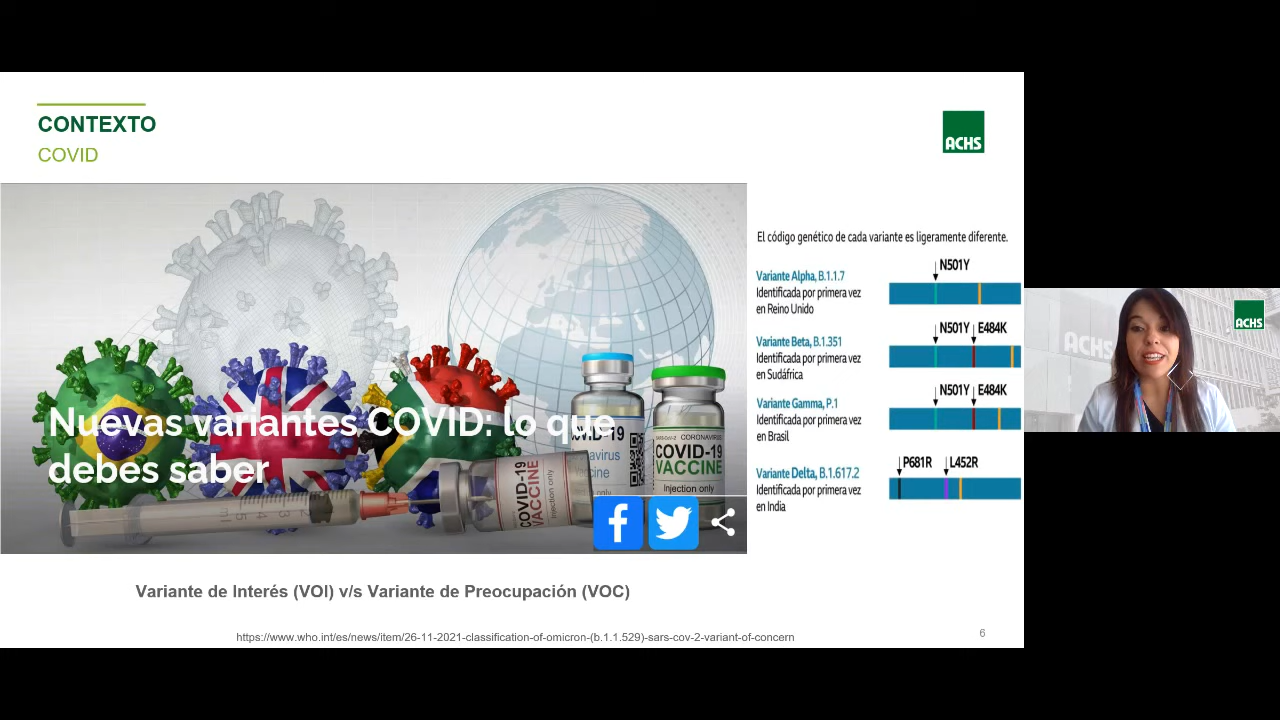 CONTEXTO
COVID
ACHS
Nuevas variantes COVID: lo que
debes saber
COVID-19
VACCINE
Injection only
CORONAVIRUS
COVID-19
VACCINE
Injection only
El código genético de cada variante es ligeramente diferente.
Variante Alpha, B.1.1.7
Identificada por primera vez
en Reino Unido
N501Y
Variante Beta, B.1.351
Identificada por primera vez
en Sudáfrica
N501Y E484K
Variante Gamma, P.1
Identificada por primera vez
en Brasil
N501Y E484K
Variante Delta, B.1.617.2
Identificada por primera vez
en India
P681R L452R
Variante de Interés (VOI) v/s Variante de Preocupación (VOC)
https://www.who.int/es/news/item/26-11-2021-classification-of-omicron-(b.1.1.529)-sars-cov-2-variant-of-concern
6
ACHS
ACHS